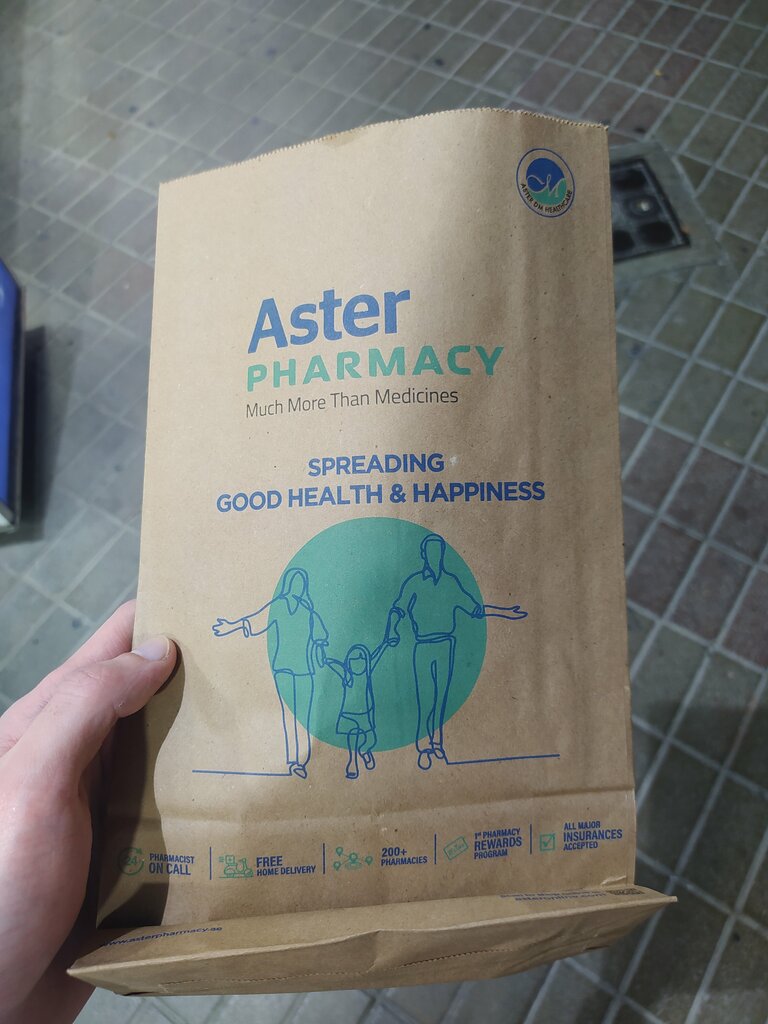 M
ASTER DM HEALTHCARE
Aster
PHARMACY
Much More Than Medicines
SPREADING
GOOD HEALTH & HAPPINESS
24
PHARMACIST
ON CALL
FREE
HOME DELIVERY
200+
PHARMACIES
1ST PHARMACY
REWARDS
PROGRAM
ALL MAJOR
INSURANCES
ACCEPTED
www.asterpharmacy.ae